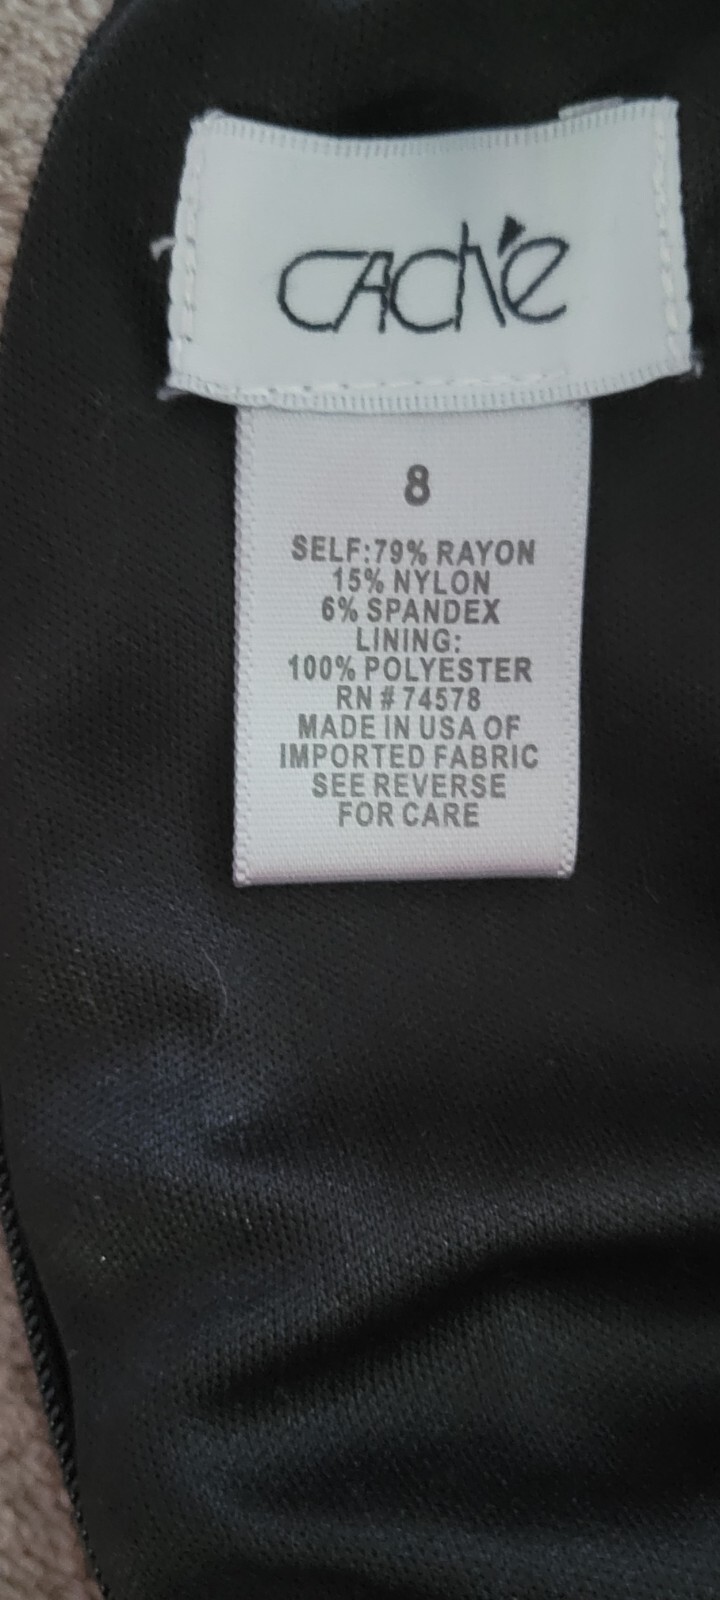 CACHÉ
8
SELF:79% RAYON
15% NYLON
6% SPANDEX
LINING:
100% POLYESTER
RN # 74578
MADE IN USA OF
IMPORTED FABRIC
SEE REVERSE
FOR CARE